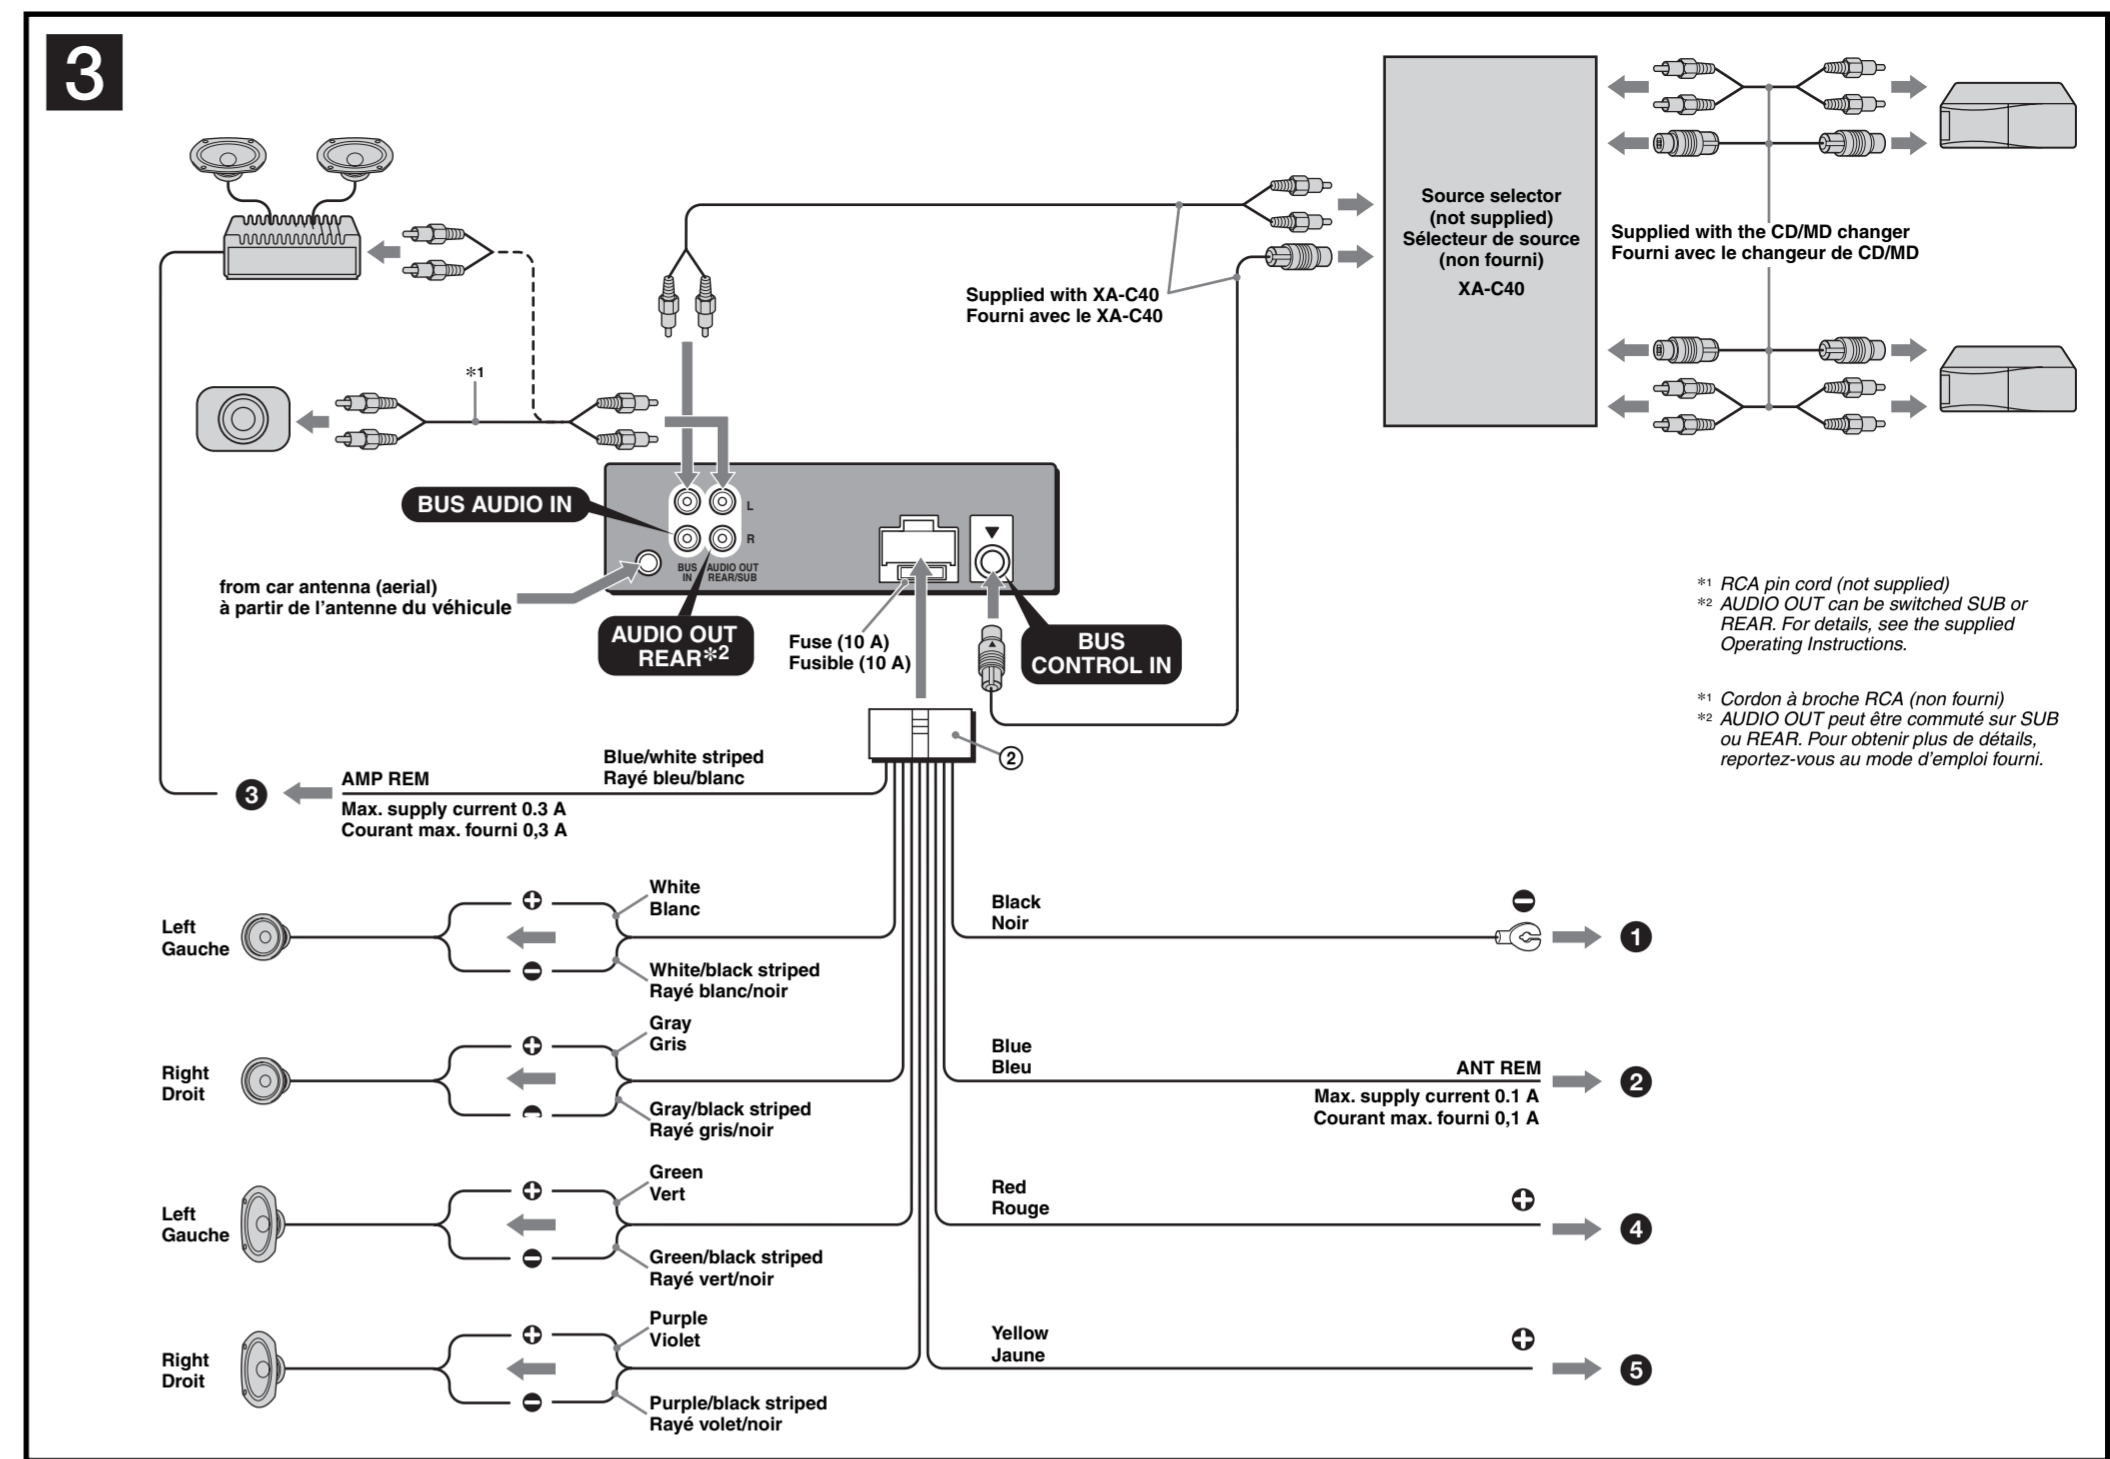 3
Source selector
(not supplied)
Sélecteur de source
(non fourni)
XA-C40
Supplied with the CD/MD changer
Fourni avec le changeur de CD/MD
Supplied with XA-C40
Fourni avec le XA-C40
*1
BUS AUDIO IN
L
R
BUS
IN
AUDIO OUT
REAR/SUB
from car antenna (aerial)
à partir de l'antenne du véhicule
AUDIO OUT
REAR*2
Fuse (10 A)
Fusible (10 A)
BUS
CONTROL IN
*1 RCA pin cord (not supplied)
*2 AUDIO OUT can be switched SUB or
REAR. For details, see the supplied
Operating Instructions.
*1 Cordon à broche RCA (non fourni)
*2 AUDIO OUT peut être commuté sur SUB
ou REAR. Pour obtenir plus de détails,
reportez-vous au mode d'emploi fourni.
2
Blue/white striped
Rayé bleu/blanc
3
AMP REM
Max. supply current 0.3 A
Courant max. fourni 0,3 A
White
Blanc
Left
Gauche
White/black striped
Rayé blanc/noir
Black
Noir
1
Gray
Gris
Right
Droit
Gray/black striped
Rayé gris/noir
Blue
Bleu
ANT REM
2
Max. supply current 0.1 A
Courant max. fourni 0,1 A
Green
Vert
Left
Gauche
Green/black striped
Rayé vert/noir
Red
Rouge
4
Purple
Violet
Right
Droit
Purple/black striped
Rayé volet/noir
Yellow
Jaune
5